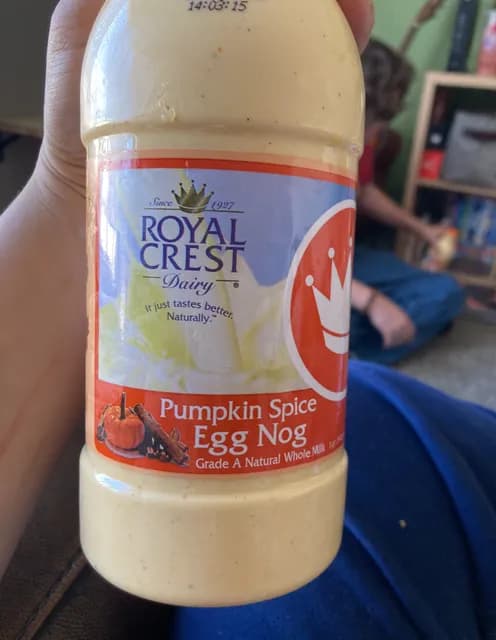 14:03:15
Since 1927
ROYAL
CREST
Dairy
It just tastes better.
Naturally.™
Pumpkin Spice
Egg Nog
Grade A Natural Whole Milk